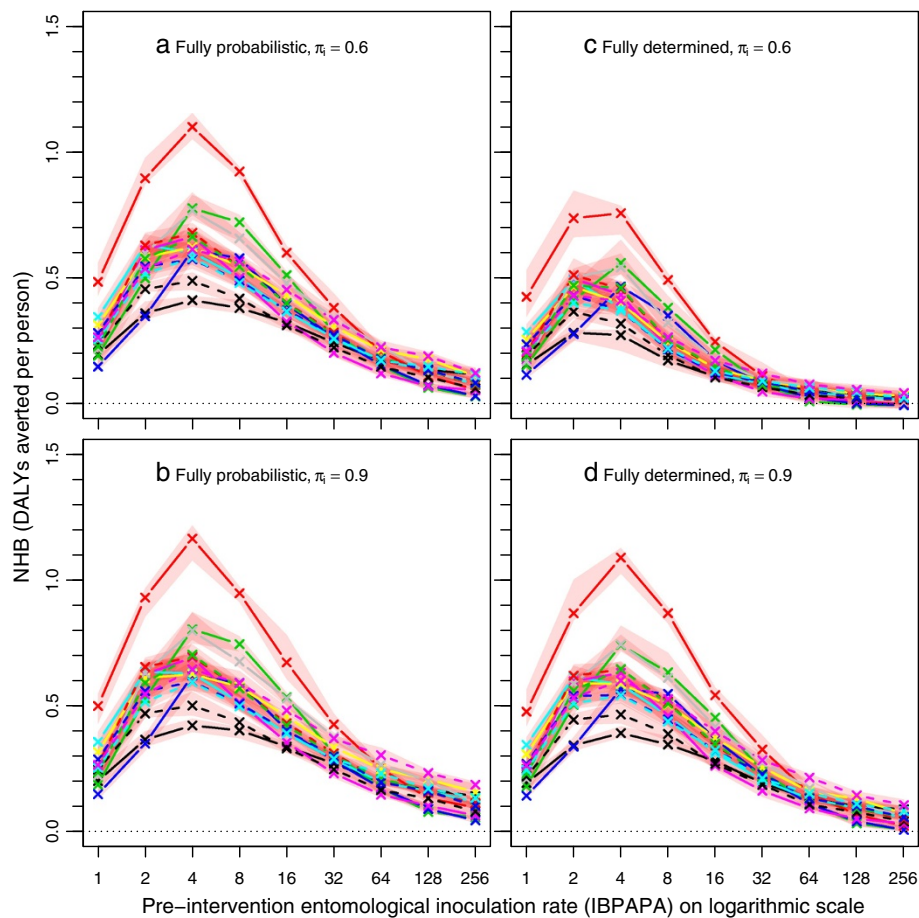 NHB (DALYs averted per person)
a Fully probabilistic, πi = 0.6
1.5
1.0
0.5
0.0
c Fully determined, πi = 0.6
b Fully probabilistic, πi = 0.9
1.5
1.0
0.5
0.0
d Fully determined, πi = 0.9
1 2 4 8 16 32 64 128 256
1 2 4 8 16 32 64 128 256
Pre−intervention entomological inoculation rate (IBPAPA) on logarithmic scale